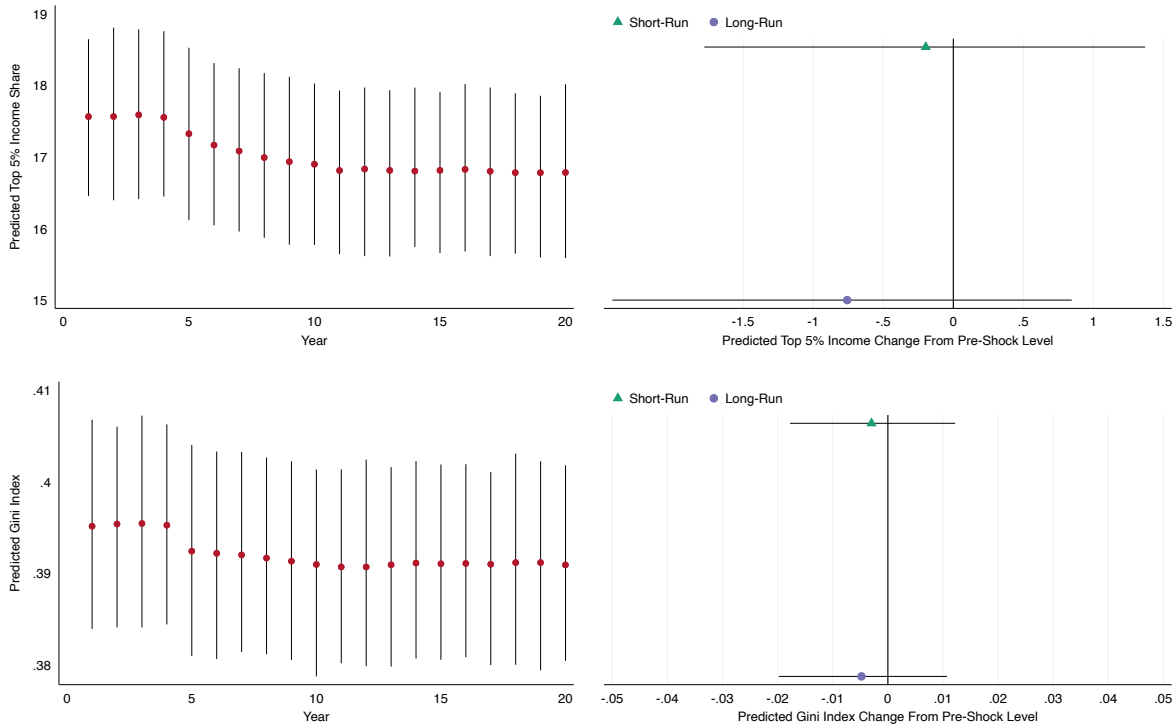 19
18
17
16
15
Predicted Top 5% Income Share
0 5 10 15 20
Year
Short-Run Long-Run
-1.5 -1 -.5 0 .5 1 1.5
Predicted Top 5% Income Change From Pre-Shock Level
.41
.4
.39
.38
Predicted Gini Index
0 5 10 15 20
Year
Short-Run Long-Run
-.05 -.04 -.03 -.02 -.01 0 .01 .02 .03 .04 .05
Predicted Gini Index Change From Pre-Shock Level